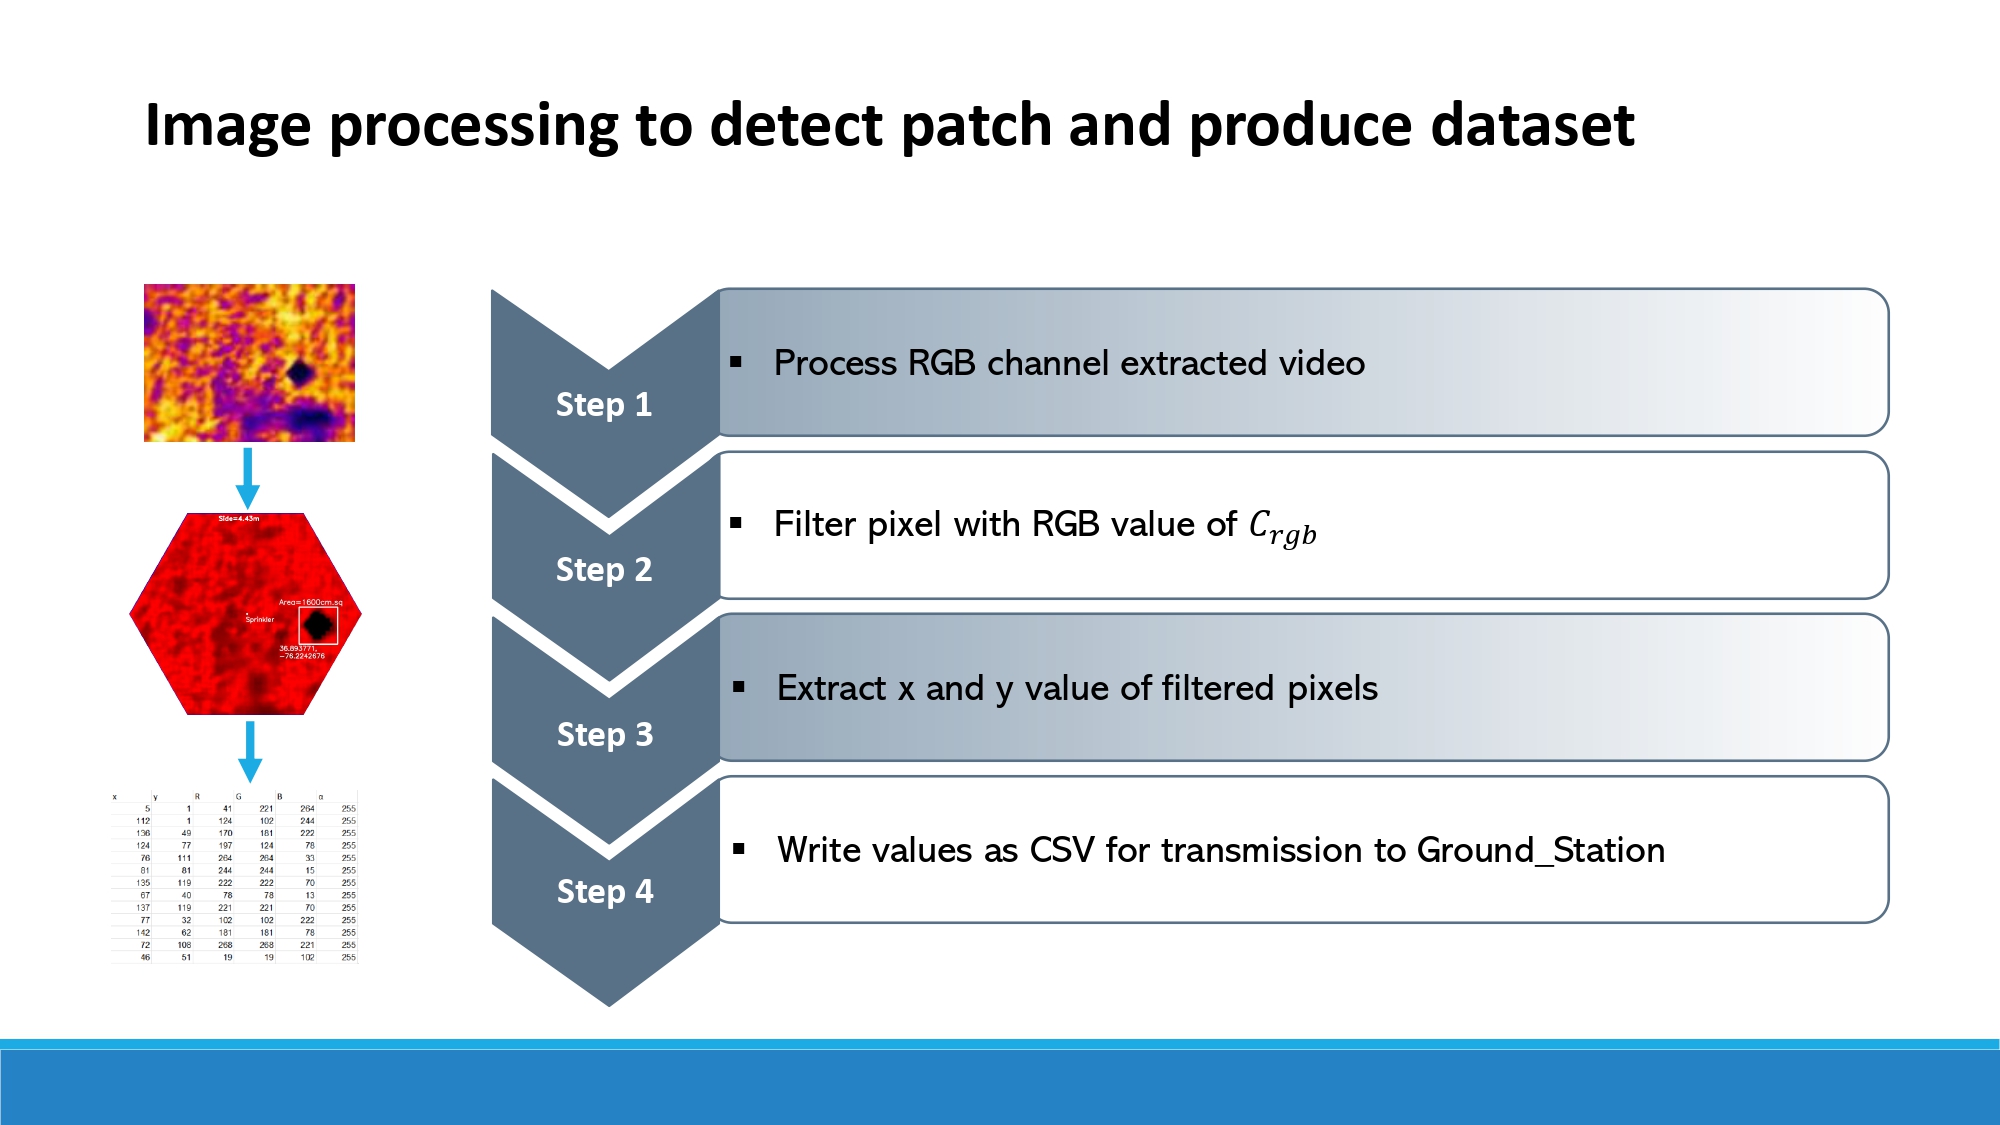 Image processing to detect patch and produce dataset
Side=4.43m
Area=1600cm.sq
Sprinkler
36.893771,
-76.2242676
x y R G B α
5 1 41 221 264 255
112 1 124 102 244 255
136 49 170 181 222 255
124 77 197 124 78 255
76 111 264 264 33 255
81 81 244 244 15 255
135 119 222 222 70 255
67 40 78 78 13 255
137 119 221 221 70 255
77 32 102 102 222 255
142 62 181 181 78 255
72 108 268 268 221 255
46 51 19 19 102 255
Step 1
▪ Process RGB channel extracted video
Step 2
▪ Filter pixel with RGB value of C_rgb
Step 3
▪ Extract x and y value of filtered pixels
Step 4
▪ Write values as CSV for transmission to Ground_Station